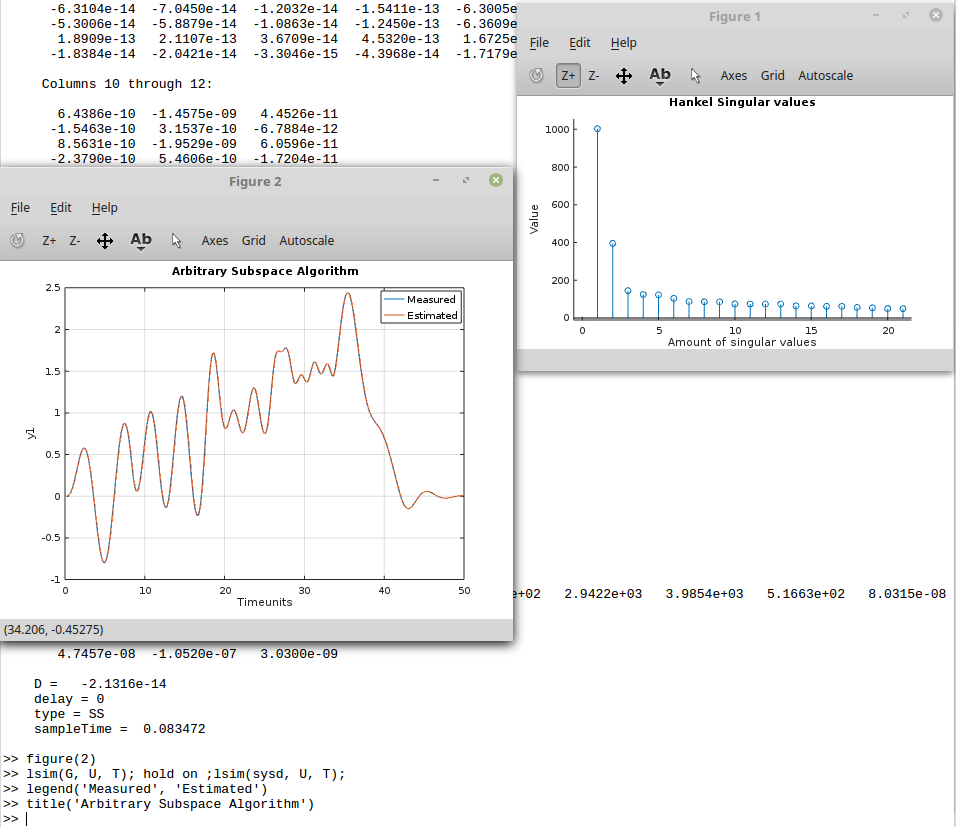 -6.3104e-14 -7.0450e-14 -1.2032e-14 -1.5411e-13 -6.3005e
-5.3006e-14 -5.8879e-14 -1.0863e-14 -1.2450e-13 -6.3609e
1.8909e-13 2.1107e-13 3.6709e-14 4.5320e-13 1.6725e
-1.8384e-14 -2.0421e-14 -3.3046e-15 -4.3968e-14 -1.7179e
Columns 10 through 12:
6.4386e-10 -1.4575e-09 4.4526e-11
-1.5463e-10 3.1537e-10 -6.7884e-12
8.5631e-10 -1.9529e-09 6.0596e-11
-2.3790e-10 5.4606e-10 -1.7204e-11
Figure 1
File Edit Help
Z+ Z- Ab Axes Grid Autoscale
Hankel Singular values
1000
800
600
400
200
0
Value
0 5 10 15 20
Amount of singular values
Figure 2
File Edit Help
Z+ Z- Ab Axes Grid Autoscale
Arbitrary Subspace Algorithm
Measured
Estimated
2.5
2
1.5
1
0.5
0
-0.5
-1
y1
0 10 20 30 40 50
Timeunits
(34.206, -0.45275)
e+02 2.9422e+03 3.9854e+03 5.1663e+02 8.0315e-08
4.7457e-08 -1.0520e-07 3.0300e-09
D = -2.1316e-14
delay = 0
type = SS
sampleTime = 0.083472
>> figure(2)
>> lsim(G, U, T); hold on ;lsim(sysd, U, T);
>> legend('Measured', 'Estimated')
>> title('Arbitrary Subspace Algorithm')
>>